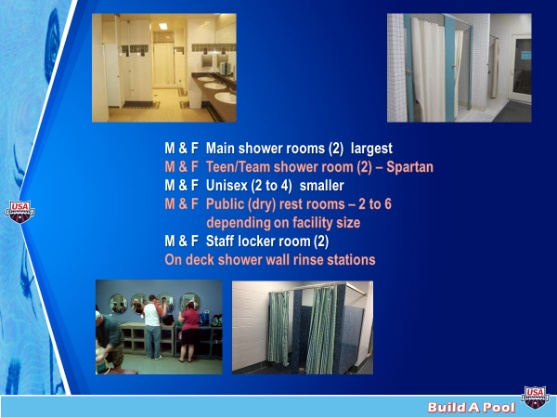 M & F Main shower rooms (2) largest
M & F Teen/Team shower room (2) – Spartan
M & F Unisex (2 to 4) smaller
M & F Public (dry) rest rooms – 2 to 6
depending on facility size
M & F Staff locker room (2)
On deck shower wall rinse stations
USA
Build A Pool
USA